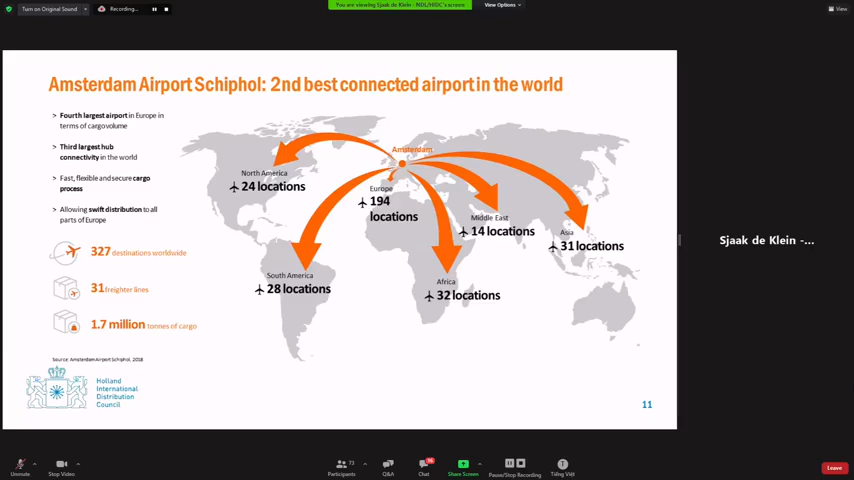 Turn on Original Sound
Recording...
You are viewing Sjaak de Klein - NDL/HIDC's screen
View Options
View
Amsterdam Airport Schiphol: 2nd best connected airport in the world
> Fourth largest airport in Europe in
terms of cargo volume
> Third largest hub
connectivity in the world
> Fast, flexible and secure cargo
process
> Allowing swift distribution to all
parts of Europe
327 destinations worldwide
31 freighter lines
1.7 million tonnes of cargo
Amsterdam
North America
24 locations
Europe
194
locations
Middle East
14 locations
Asia
31 locations
South America
28 locations
Africa
32 locations
Source: Amsterdam Airport Schiphol, 2018
Holland
International
Distribution
Council
11
Sjaak de Klein -...
Unmute
Stop Video
73
Participants
Q&A
Chat
Share Screen
Pause/Stop Recording
Tiếng Việt
Leave